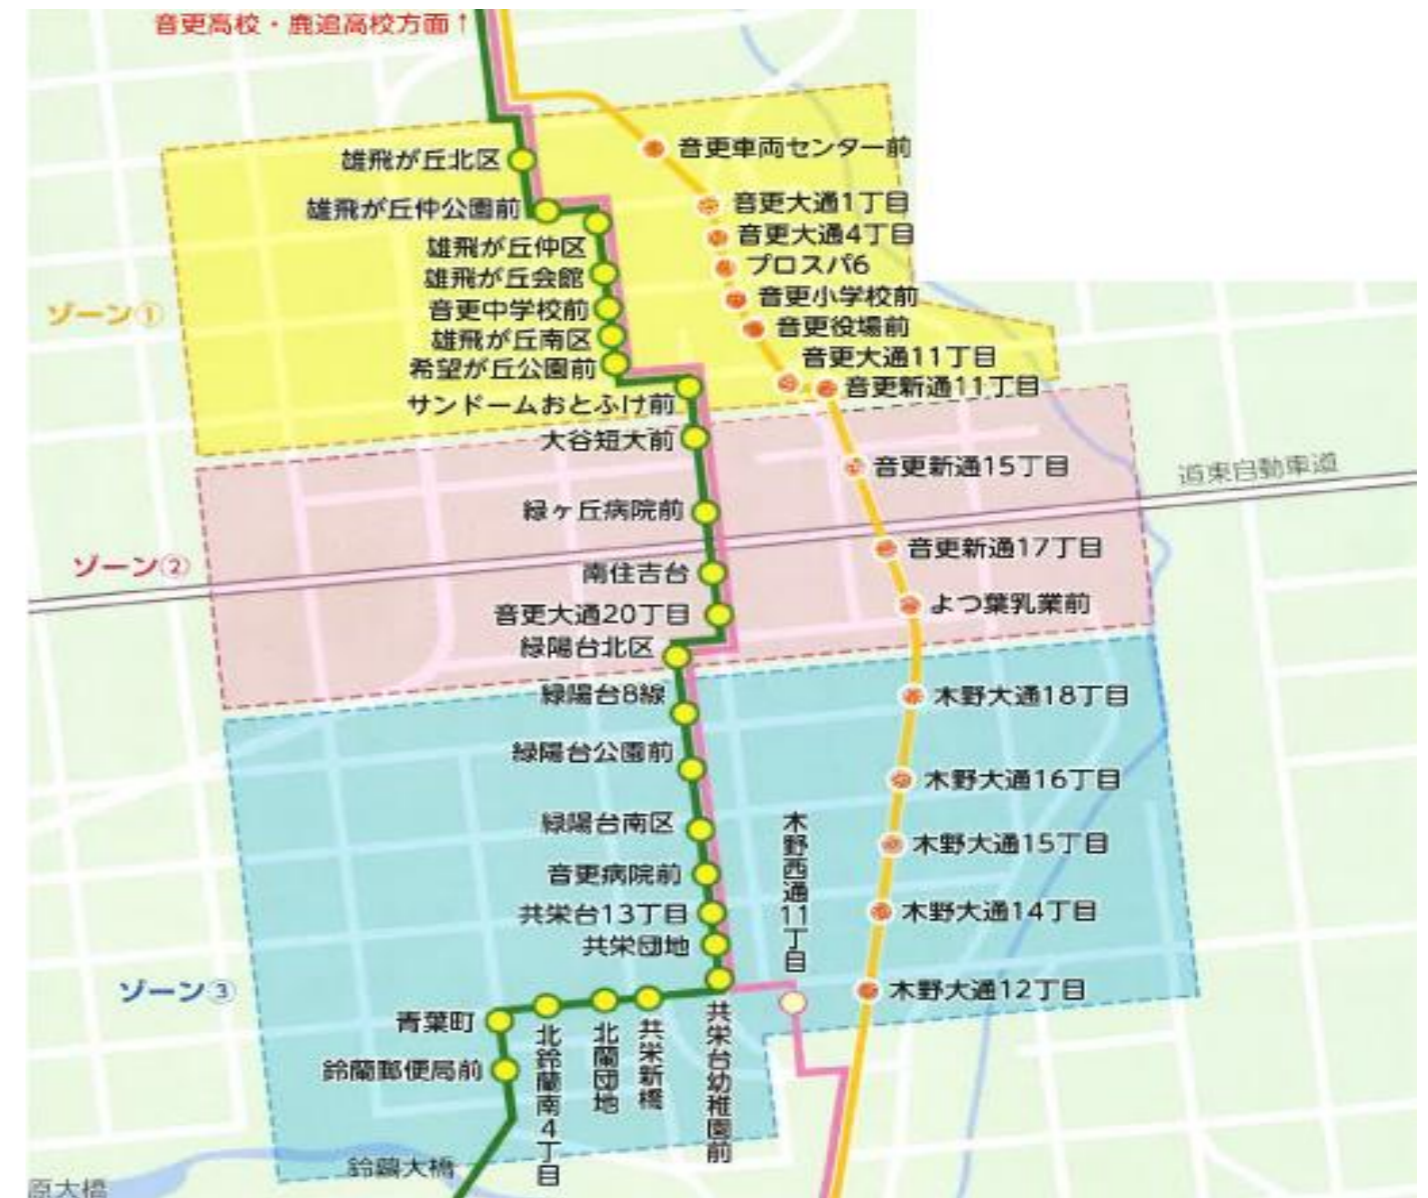 音更高校・鹿追高校方面↑
雄飛が丘北区
音更車両センター前
雄飛が丘仲公園前
音更大通1丁目
雄飛が丘仲区
音更大通4丁目
雄飛が丘会館
プロスパ6
ゾーン①
音更中学校前
音更小学校前
雄飛が丘南区
音更役場前
希望が丘公園前
音更大通11丁目
サンドームおとふけ前
音更新通11丁目
大谷短大前
音更新通15丁目
道東自動車道
緑ヶ丘病院前
音更新通17丁目
ゾーン②
南住吉台
よつ葉乳業前
音更大通20丁目
緑陽台北区
緑陽台8線
木野大通18丁目
緑陽台公園前
木野大通16丁目
緑陽台南区
木野西通11丁目
木野大通15丁目
音更病院前
共栄台13丁目
木野大通14丁目
共栄団地
ゾーン③
木野大通12丁目
青葉町
北鈴蘭南4丁目
北蘭団地
共栄新橋
共栄台幼稚園前
鈴蘭郵便局前
鈴蘭大橋
原大橋